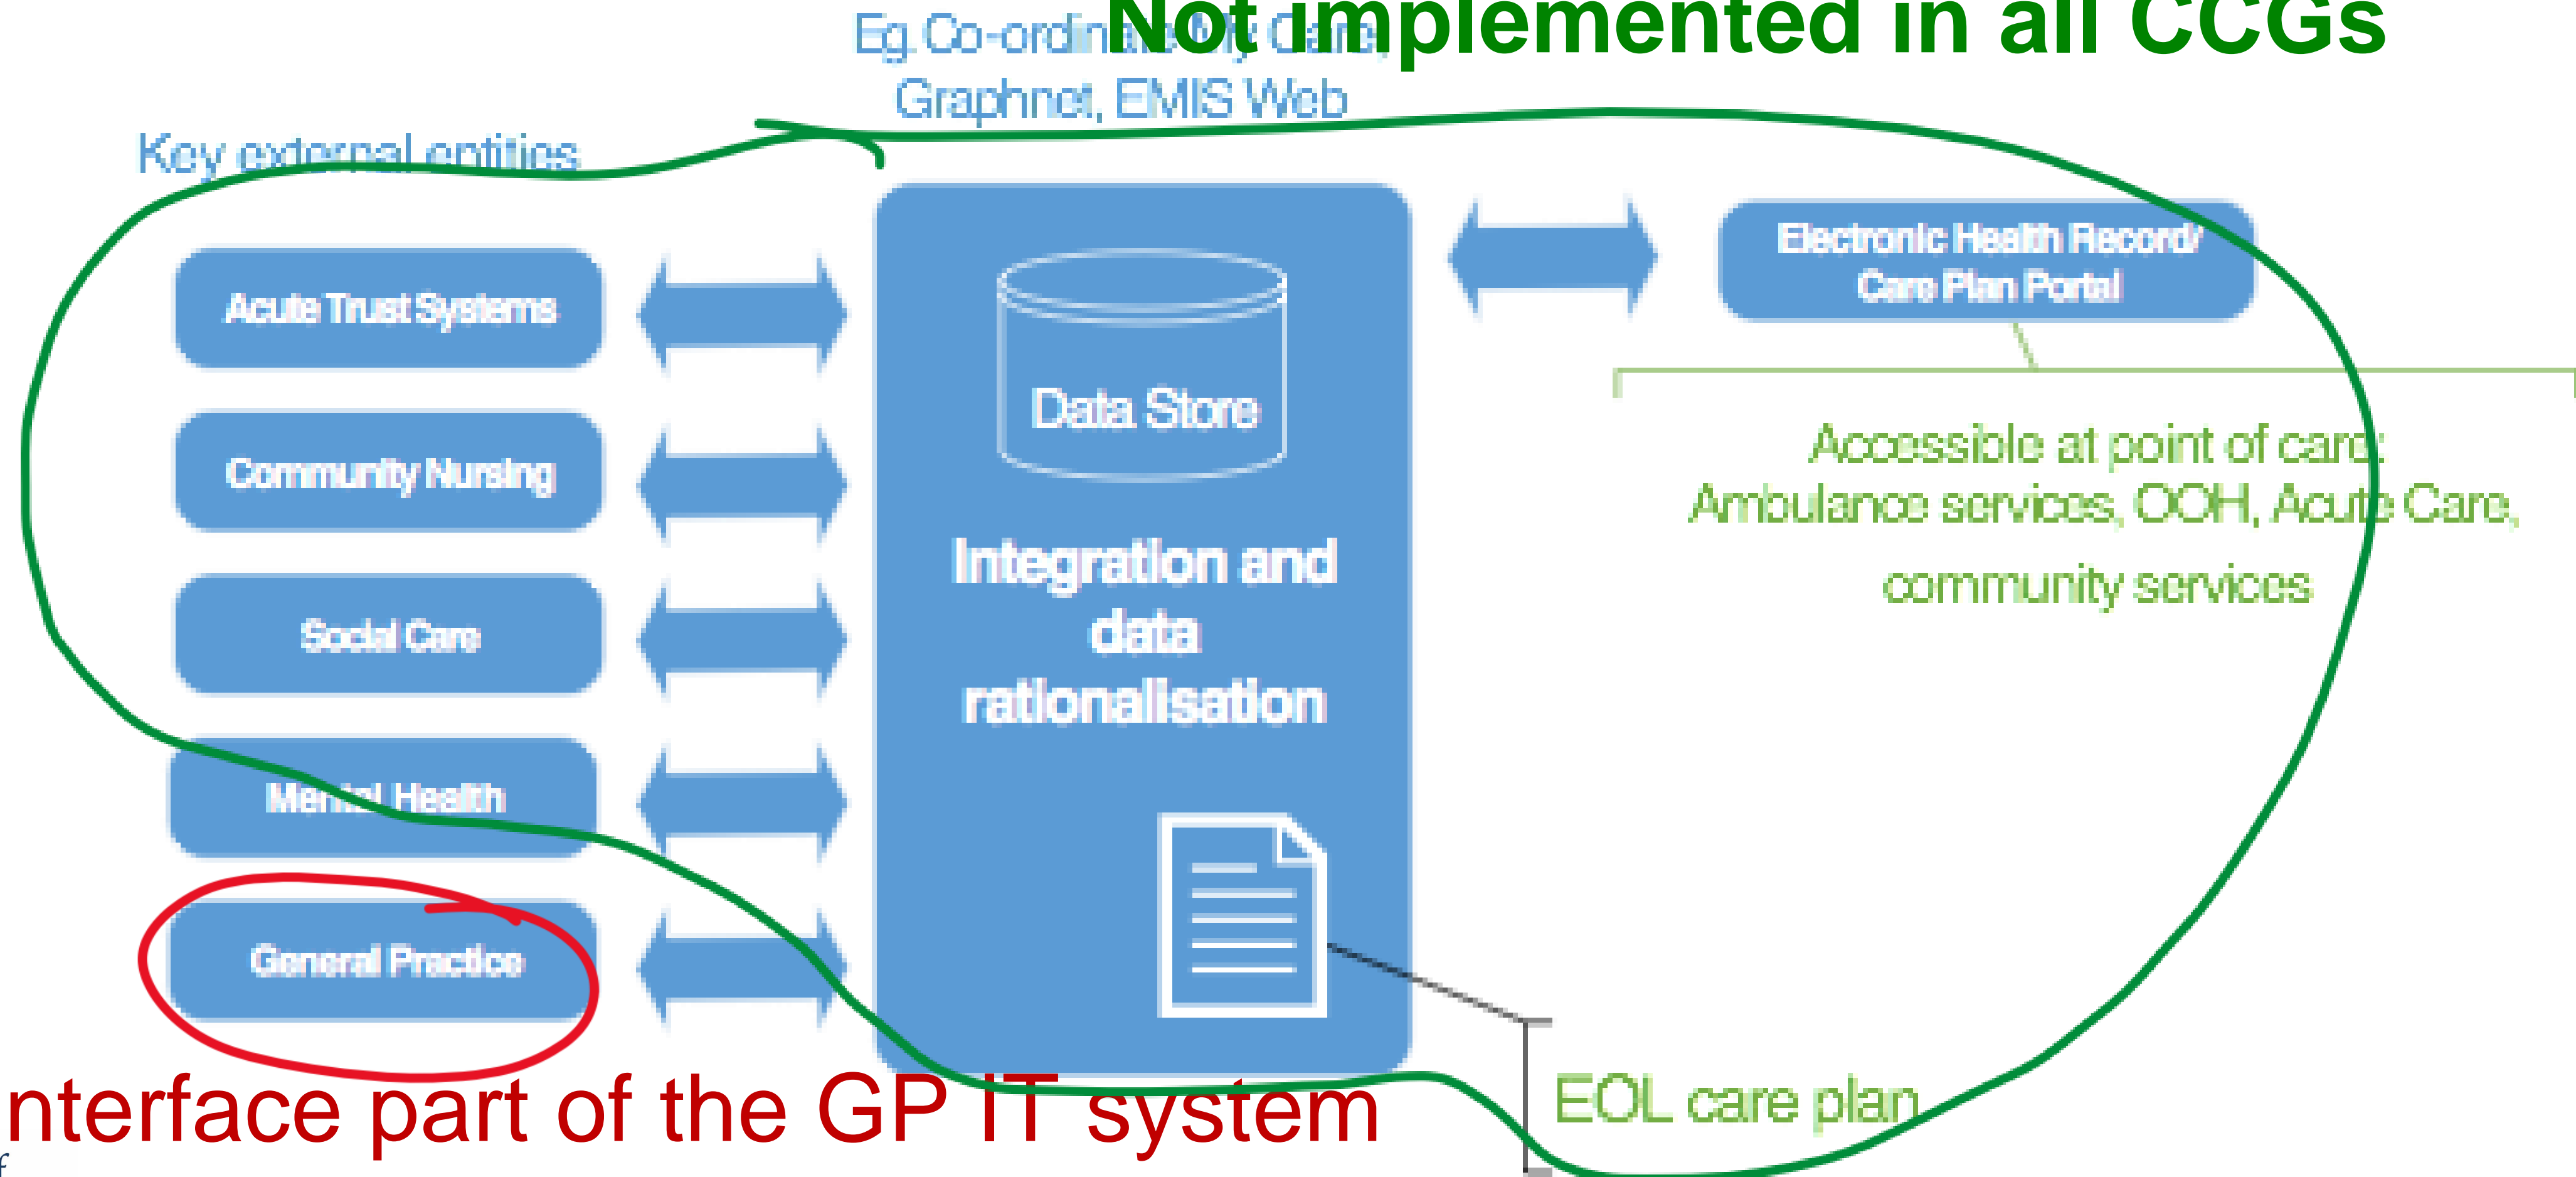 Not implemented in all CCGs
Eg Co-ordinate My Care,
Graphnet, EMIS Web
Key external entities
Acute Trust Systems
Community Nursing
Social Care
Mental Health
General Practice
Data Store
Integration and
data
rationalisation
Electronic Health Record/
Care Plan Portal
Accessible at point of care:
Ambulance services, OOH, Acute Care,
community services
EOL care plan
nterface part of the GP IT system
f